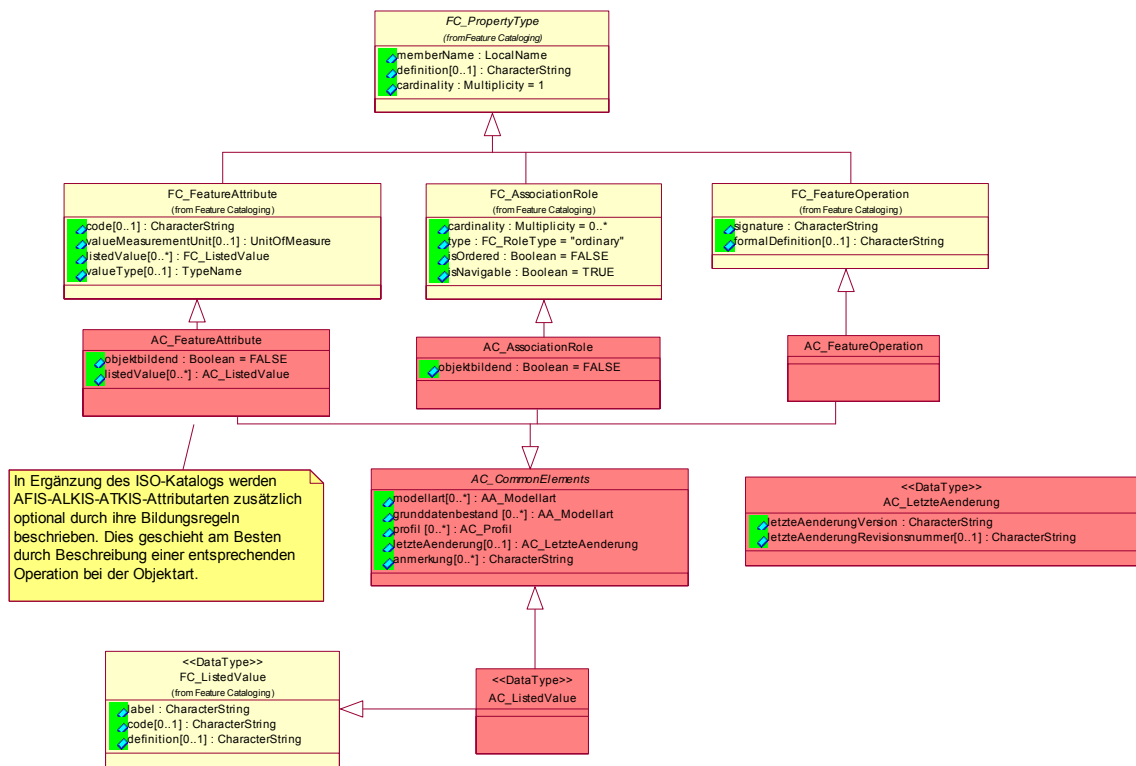 FC_PropertyType
(fromFeature Cataloging)
memberName : LocalName
definition[0..1] : CharacterString
cardinality : Multiplicity = 1
FC_FeatureAttribute
(from Feature Cataloging)
code[0..1] : CharacterString
valueMeasurementUnit[0..1] : UnitOfMeasure
listedValue[0..*] : FC_ListedValue
valueType[0..1] : TypeName
FC_AssociationRole
(from Feature Cataloging)
cardinality : Multiplicity = 0..*
type : FC_RoleType = "ordinary"
isOrdered : Boolean = FALSE
isNavigable : Boolean = TRUE
FC_FeatureOperation
(from Feature Cataloging)
signature : CharacterString
formalDefinition[0..1] : CharacterString
AC_FeatureAttribute
objektbildend : Boolean = FALSE
listedValue[0..*] : AC_ListedValue
AC_AssociationRole
objektbildend : Boolean = FALSE
AC_FeatureOperation
In Ergänzung des ISO-Katalogs werden
AFIS-ALKIS-ATKIS-Attributarten zusätzlich
optional durch ihre Bildungsregeln
beschrieben. Dies geschieht am Besten
durch Beschreibung einer entsprechenden
Operation bei der Objektart.
AC_CommonElements
modellart[0..*] : AA_Modellart
grunddatenbestand [0..*] : AA_Modellart
profil [0..*] : AC_Profil
letzteAenderung[0..1] : AC_LetzteAenderung
anmerkung[0..*] : CharacterString
<<DataType>>
AC_LetzteAenderung
letzteAenderungVersion : CharacterString
letzteAenderungRevisionsnummer[0..1] : CharacterString
<<DataType>>
FC_ListedValue
(from Feature Cataloging)
label : CharacterString
code[0..1] : CharacterString
definition[0..1] : CharacterString
<<DataType>>
AC_ListedValue